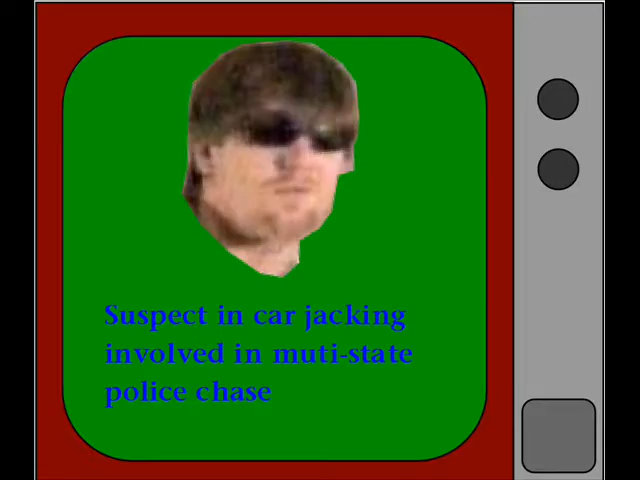 Suspect in car jacking
involved in muti-state
police chase